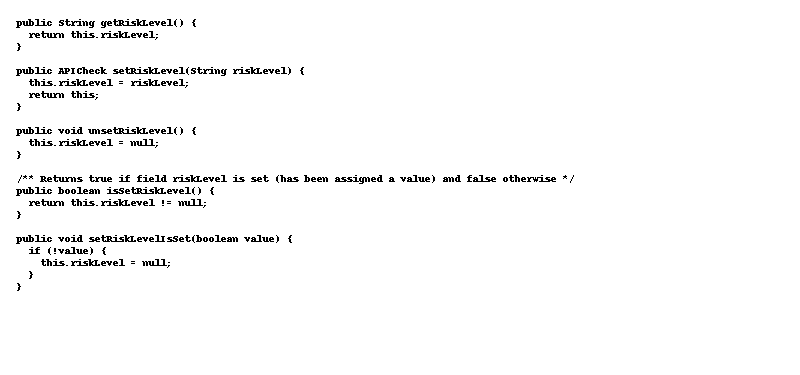 public String getRiskLevel() {
  return this.riskLevel;
}

public APICheck setRiskLevel(String riskLevel) {
  this.riskLevel = riskLevel;
  return this;
}

public void unsetRiskLevel() {
  this.riskLevel = null;
}

/** Returns true if field riskLevel is set (has been assigned a value) and false otherwise */
public boolean isSetRiskLevel() {
  return this.riskLevel != null;
}

public void setRiskLevelIsSet(boolean value) {
  if (!value) {
    this.riskLevel = null;
  }
}